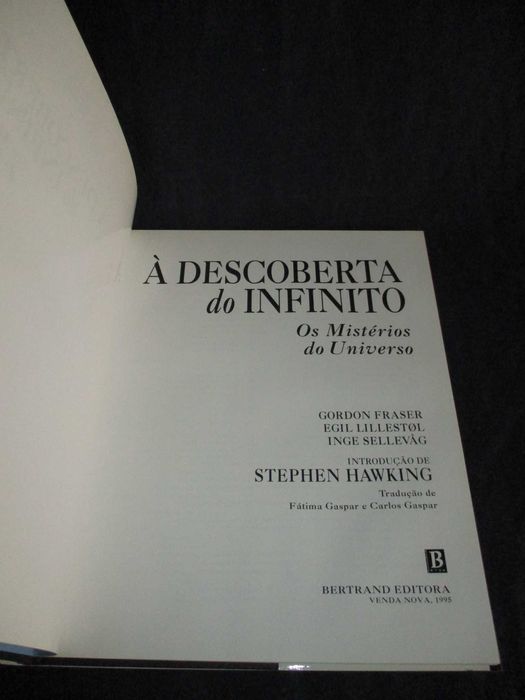 À DESCOBERTA
do INFINITO
Os Mistérios
do Universo
GORDON FRASER
EGIL LILLESTØL
INGE SELLEVÅG
INTRODUÇÃO DE
STEPHEN HAWKING
Tradução de
Fátima Gaspar e Carlos Gaspar
B
BERTRAND EDITORA
VENDA NOVA, 1995